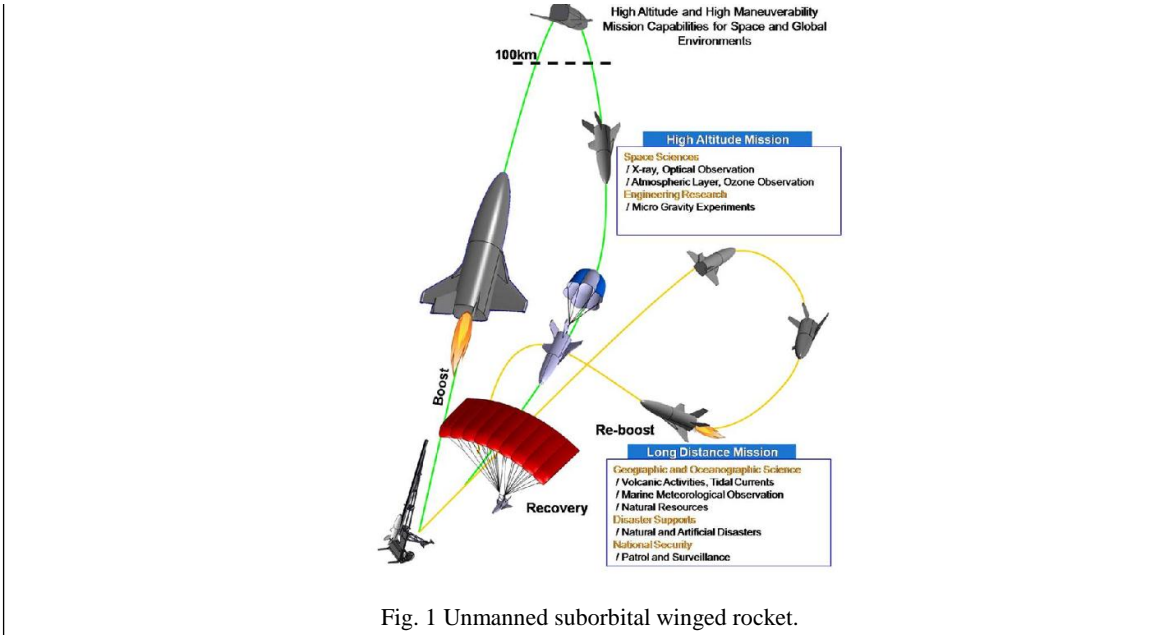 High Altitude and High Maneuverability
Mission Capabilities for Space and Global
Environments
100km
High Altitude Mission
Space Sciences
/ X-ray, Optical Observation
/ Atmospheric Layer, Ozone Observation
Engineering Research
/ Micro Gravity Experiments
Boost
Re-boost
Long Distance Mission
Geographic and Oceanographic Science
/ Volcanic Activities, Tidal Currents
/ Marine Meteorological Observation
/ Natural Resources
Disaster Supports
/ Natural and Artificial Disasters
National Security
/ Patrol and Surveillance
Recovery
Fig. 1 Unmanned suborbital winged rocket.